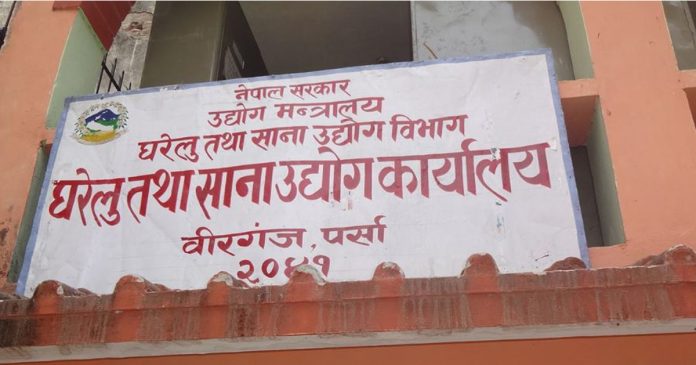 नेपाल सरकार
उद्योग मन्त्रालय
घरेलु तथा साना उद्योग विभाग
घरेलु तथा साना उद्योग कार्यालय
वीरगंज, पर्सा
२०४१